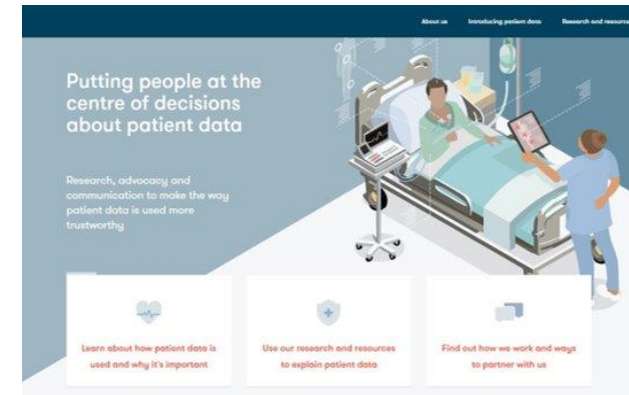 About us
Introducing patient data
Research and resource
Putting people at the
centre of decisions
about patient data
Research, advocacy and
communication to make the way
patient data is used more
trustworthy
Learn about how patient data is
used and why it's important
Use our research and resources
to explain patient data
Find out how we work and ways
to partner with us